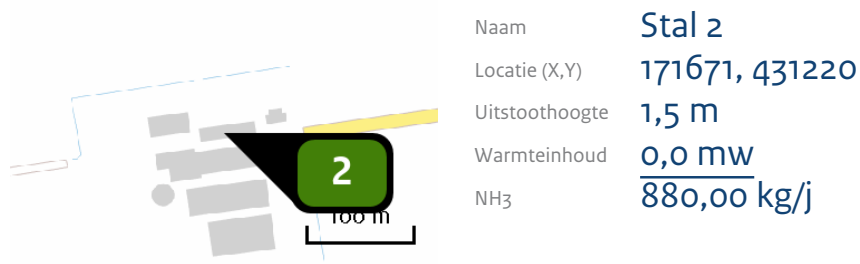 2
100 m
Naam Stal 2
Locatie (X,Y) 171671, 431220
Uitstoothoogte 1,5 m
Warmteinhoud 0,0 mw
NH3 880,00 kg/j